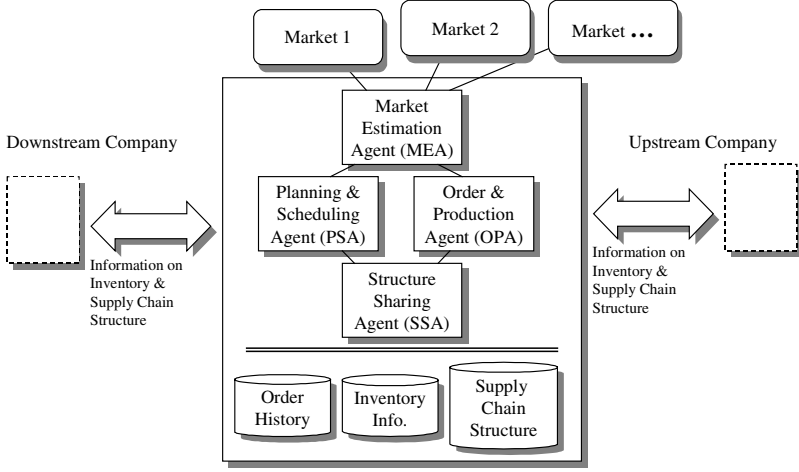 Market 1
Market 2
Market ...
Market
Estimation
Agent (MEA)
Downstream Company
Upstream Company
Planning &
Scheduling
Agent (PSA)
Order &
Production
Agent (OPA)
Information on
Inventory &
Supply Chain
Structure
Information on
Inventory &
Supply Chain
Structure
Structure
Sharing
Agent (SSA)
Order
History
Inventory
Info.
Supply
Chain
Structure